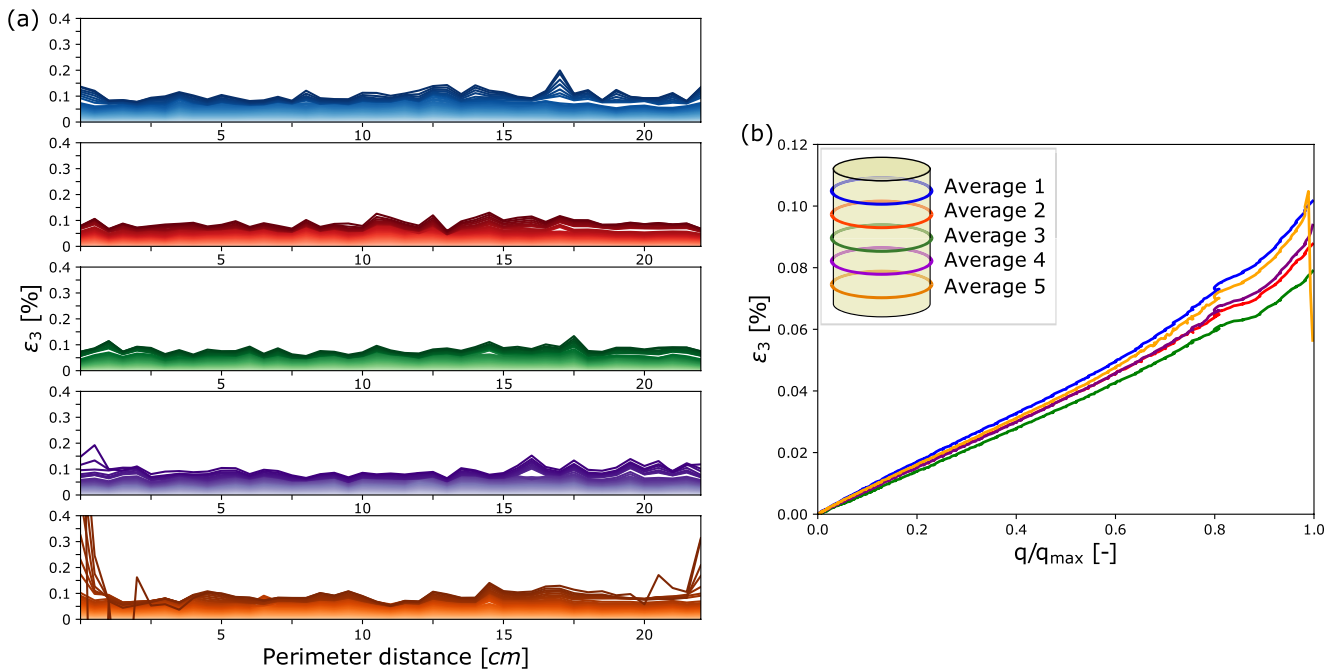 (a)
0.4
0.3
0.2
0.1
0
5 10 15 20
0.4
0.3
0.2
0.1
0
5 10 15 20
0.4
0.3
0.2
0.1
0
5 10 15 20
0.4
0.3
0.2
0.1
0
5 10 15 20
0.4
0.3
0.2
0.1
0
5 10 15 20
ε3 [%]
Perimeter distance [cm]
(b)
0.12
0.10
0.08
0.06
0.04
0.02
0.00
0.0 0.2 0.4 0.6 0.8 1.0
ε3 [%]
q/qmax [-]
Average 1
Average 2
Average 3
Average 4
Average 5